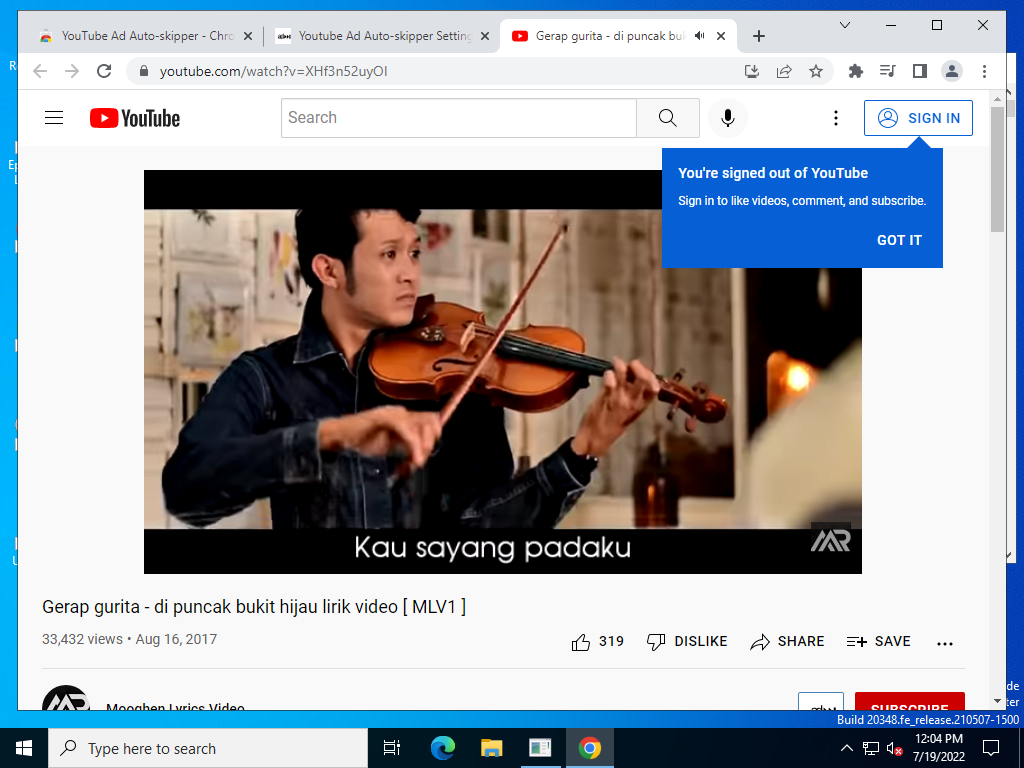 YouTube Ad Auto-skipper - Chro
Youtube Ad Auto-skipper Setting
Gerap gurita - di puncak buki
youtube.com/watch?v=XHf3n52uyOI
YouTube
Search
SIGN IN
You're signed out of YouTube
Sign in to like videos, comment, and subscribe.
GOT IT
Kau sayang padaku
Gerap gurita - di puncak bukit hijau lirik video [ MLV1 ]
33,432 views • Aug 16, 2017
319
DISLIKE
SHARE
SAVE
Mooghen Lyrics Video
SUBSCRIBE
Build 20348.fe_release.210507-1500
Type here to search
12:04 PM
7/19/2022